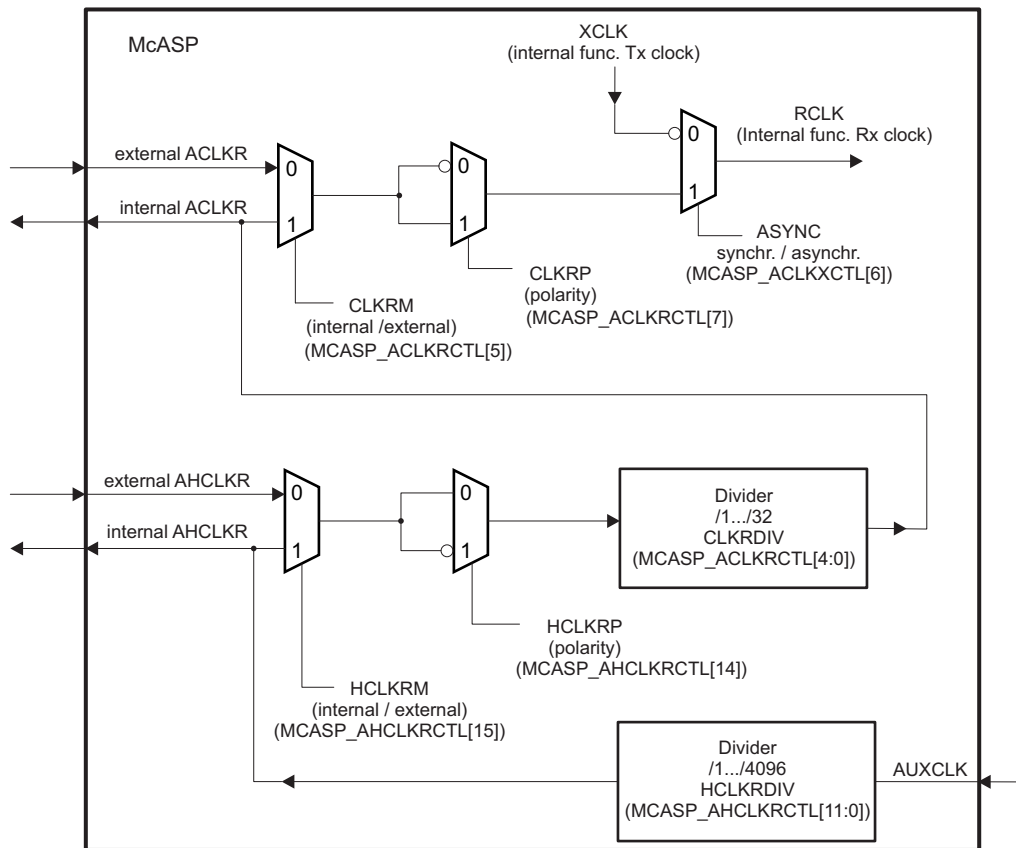 McASP
XCLK
(internal func. Tx clock)
RCLK
(Internal func. Rx clock)
0
1
external ACLKR
internal ACLKR
0
1
0
1
ASYNC
synchr. / asynchr.
(MCASP_ACLKXCTL[6])
CLKRP
(polarity)
(MCASP_ACLKRCTL[7])
CLKRM
(internal /external)
(MCASP_ACLKRCTL[5])
external AHCLKR
internal AHCLKR
0
1
0
1
Divider
/1.../32
CLKRDIV
(MCASP_ACLKRCTL[4:0])
HCLKRP
(polarity)
(MCASP_AHCLKRCTL[14])
HCLKRM
(internal / external)
(MCASP_AHCLKRCTL[15])
Divider
/1.../4096
HCLKRDIV
(MCASP_AHCLKRCTL[11:0])
AUXCLK